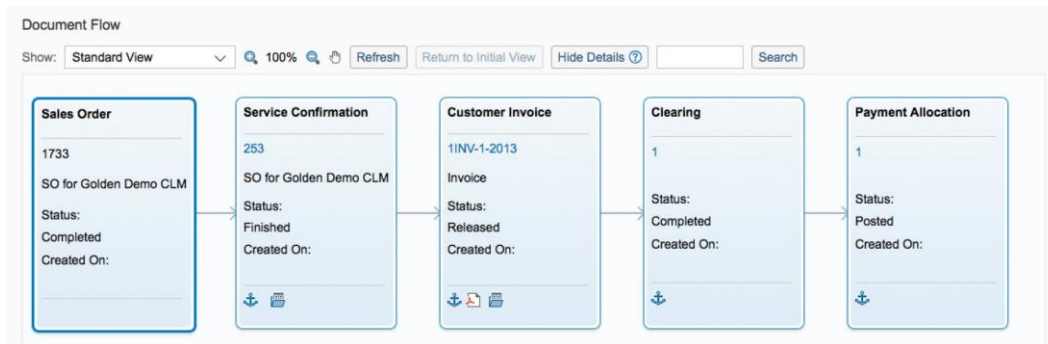 Document Flow
Show: Standard View 100% Refresh Return to Initial View Hide Details Search
Sales Order
1733
SO for Golden Demo CLM
Status:
Completed
Created On:
Service Confirmation
253
SO for Golden Demo CLM
Status:
Finished
Created On:
Customer Invoice
1INV-1-2013
Invoice
Status:
Released
Created On:
Clearing
1
Status:
Completed
Created On:
Payment Allocation
1
Status:
Posted
Created On: